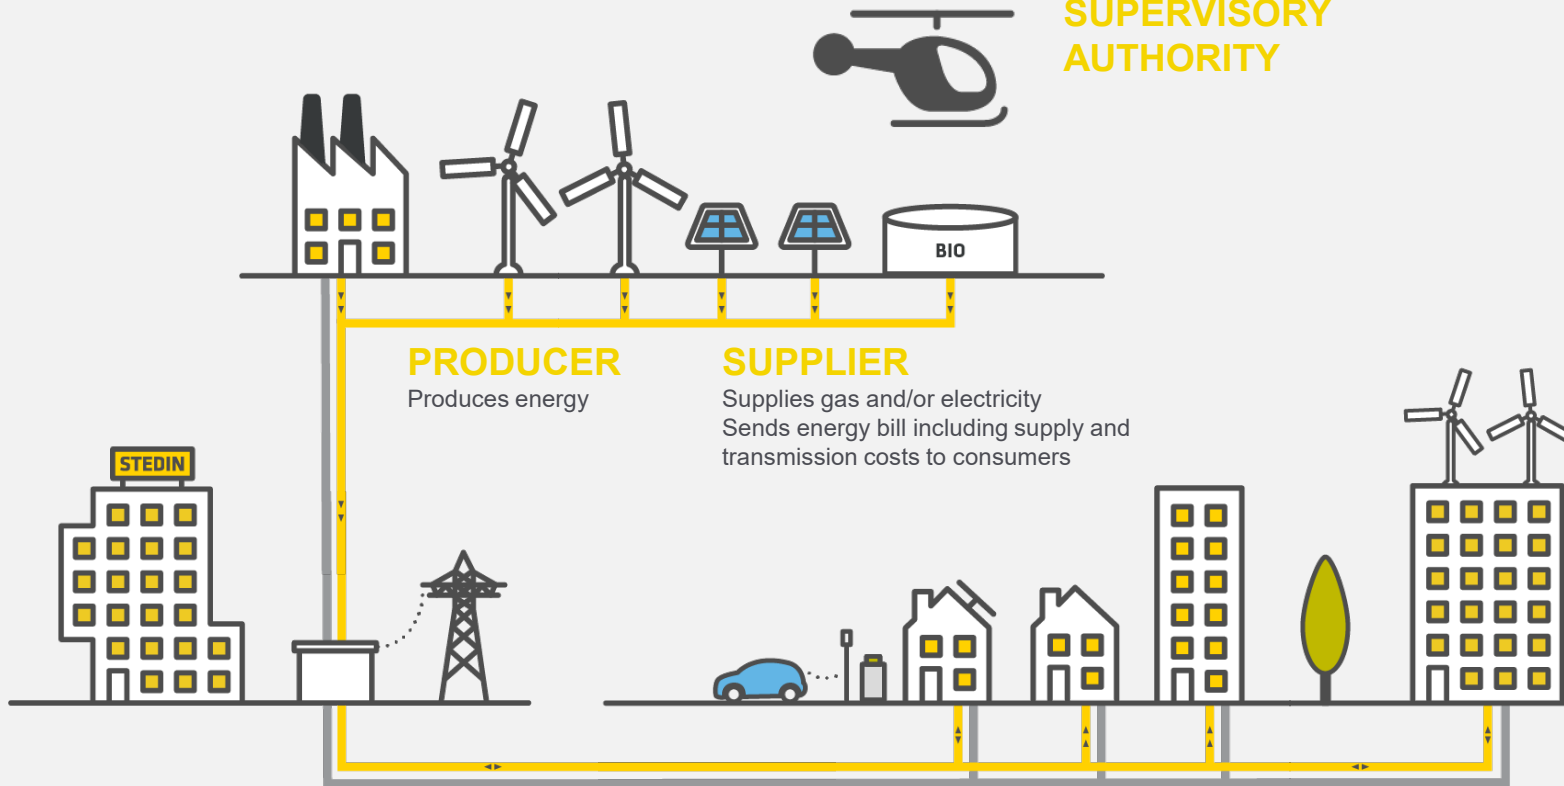 SUPERVISORY
AUTHORITY
BIO
PRODUCER
Produces energy
SUPPLIER
Supplies gas and/or electricity
Sends energy bill including supply and
transmission costs to consumers
STEDIN